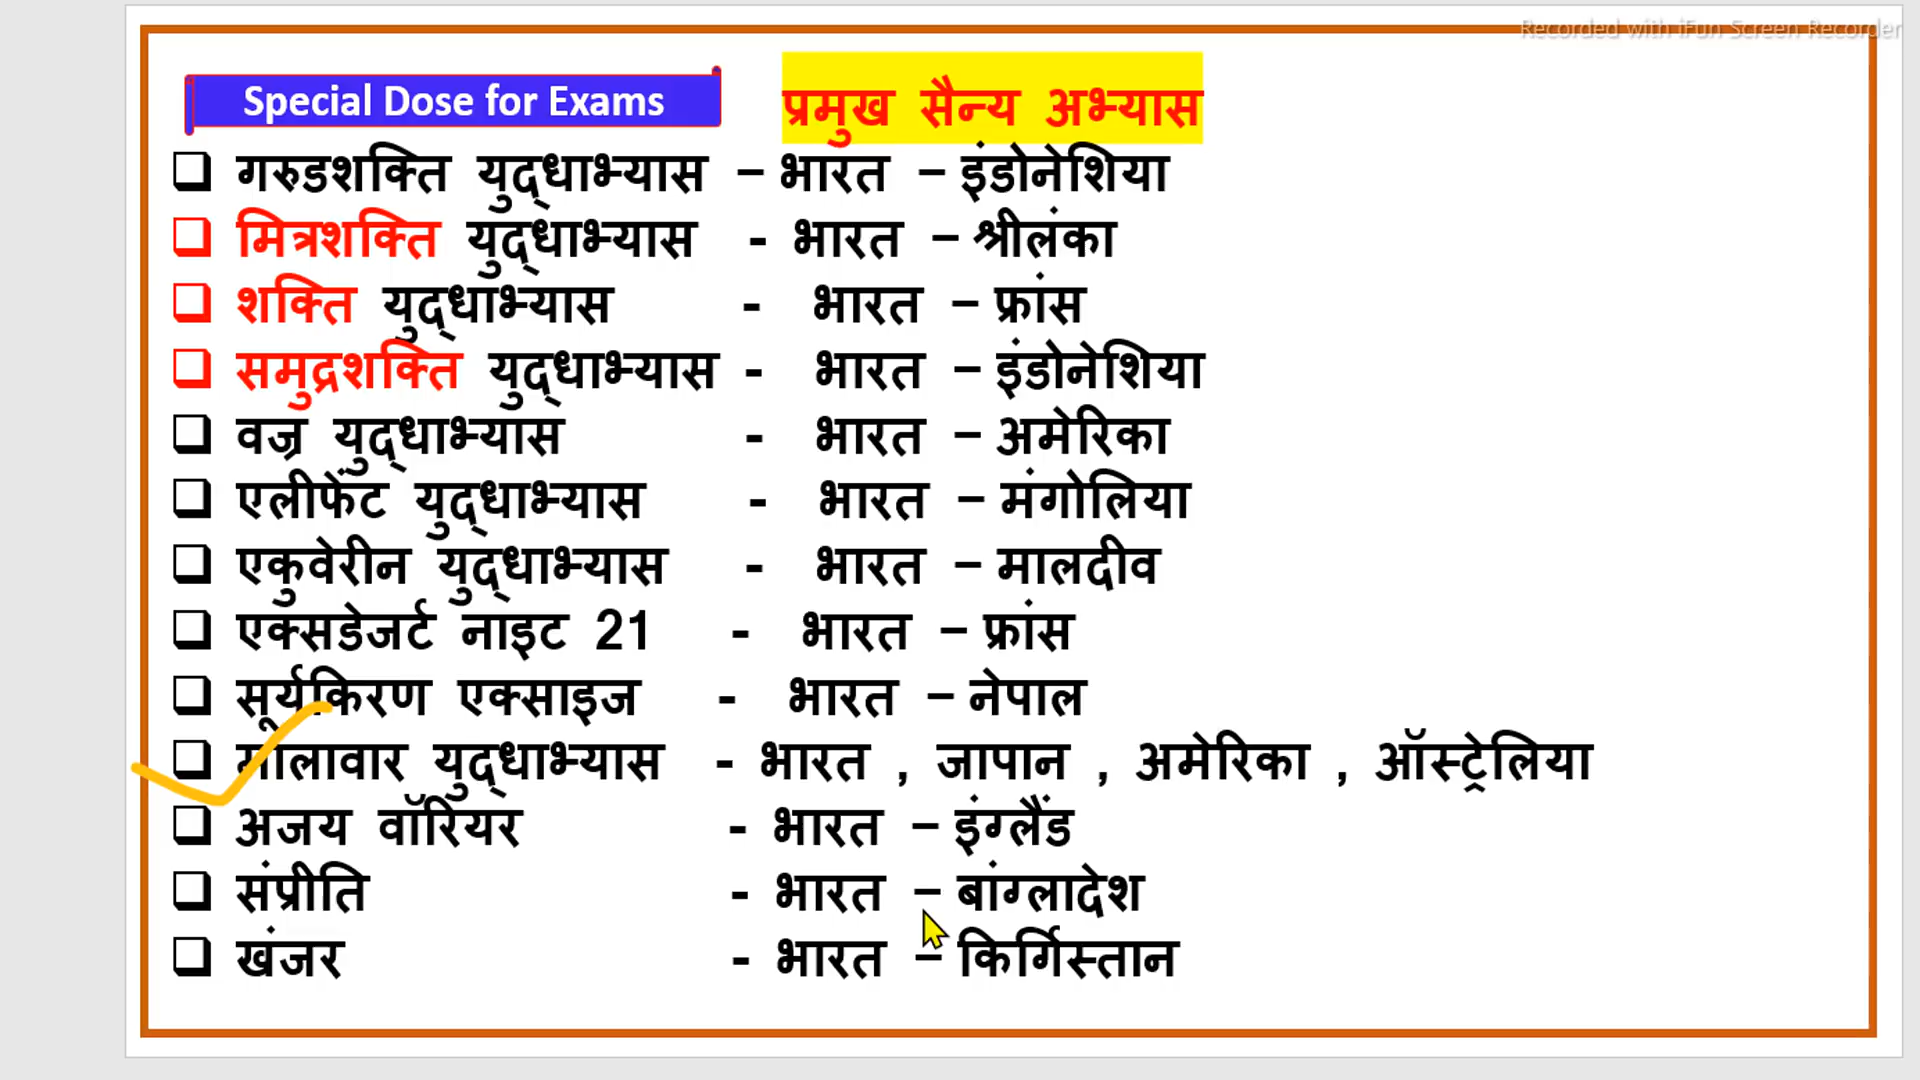 Recorded with iFun Screen Recorder
Special Dose for Exams
प्रमुख सैन्य अभ्यास
गरुडशक्ति युद्धाभ्यास – भारत – इंडोनेशिया
मित्रशक्ति युद्धाभ्यास - भारत – श्रीलंका
शक्ति युद्धाभ्यास - भारत – फ्रांस
समुद्रशक्ति युद्धाभ्यास - भारत – इंडोनेशिया
वज्र युद्धाभ्यास - भारत – अमेरिका
एलीफेंट युद्धाभ्यास - भारत – मंगोलिया
एकुवेरीन युद्धाभ्यास - भारत – मालदीव
एक्सडेजर्ट नाइट 21 - भारत – फ्रांस
सूर्यकिरण एक्साइज - भारत – नेपाल
मालावार युद्धाभ्यास - भारत , जापान , अमेरिका , ऑस्ट्रेलिया
अजय वॉरियर - भारत – इंग्लैंड
संप्रीति - भारत – बांग्लादेश
खंजर - भारत – किर्गिस्तान